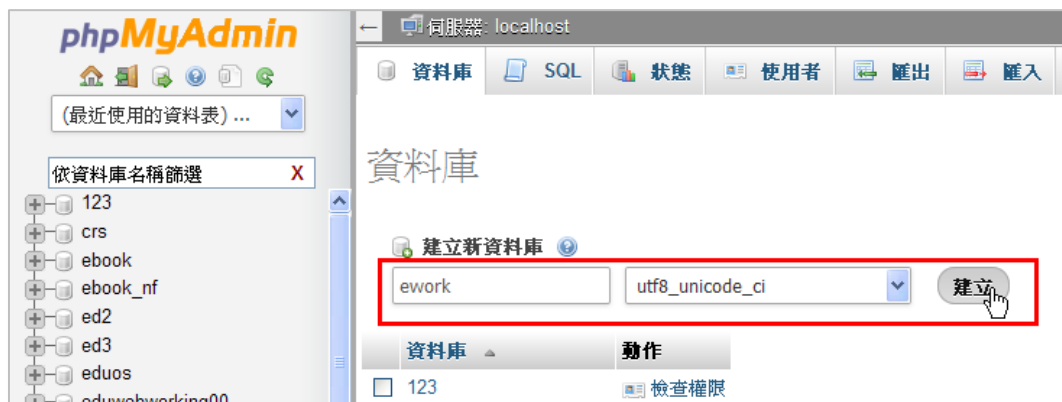 phpMyAdmin
(最近使用的資料表) ...
依資料庫名稱篩選 X
123
crs
ebook
ebook_nf
ed2
ed3
eduos
eduwebworking00
← 伺服器: localhost
資料庫 SQL 狀態 使用者 匯出 匯入
資料庫
建立新資料庫
ework utf8_unicode_ci 建立
資料庫 動作
123 檢查權限